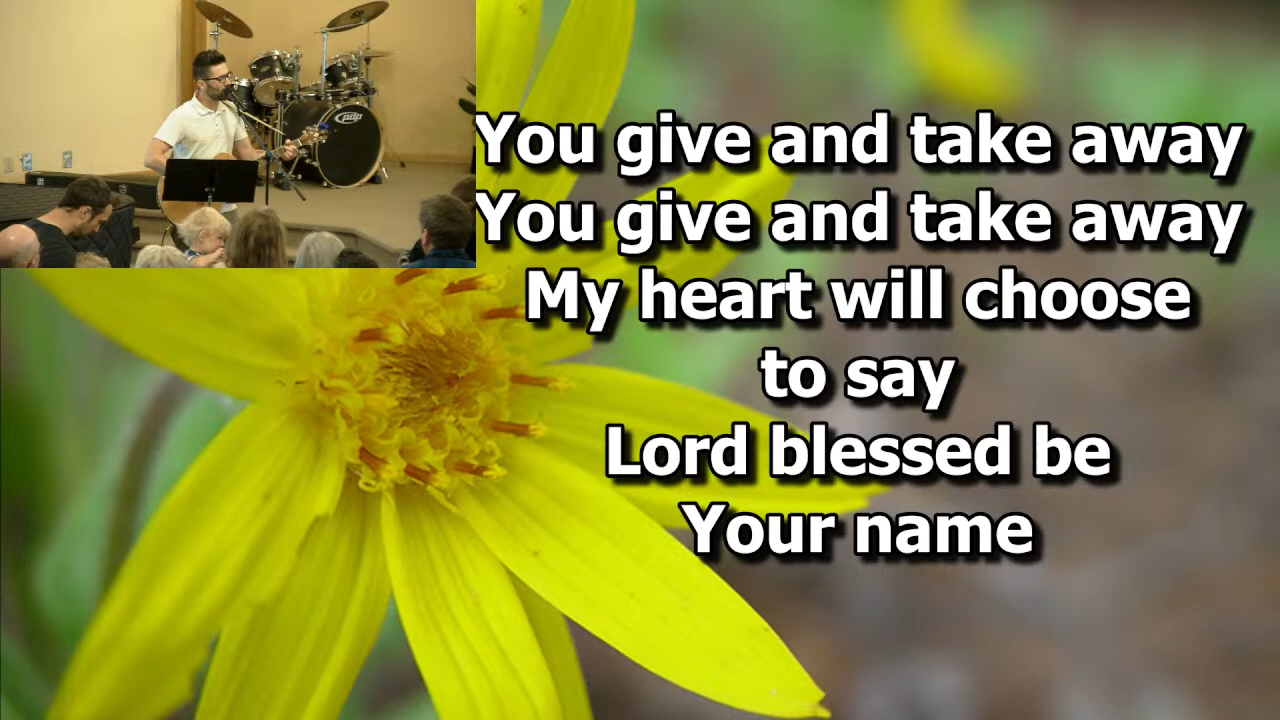 pdp
You give and take away
You give and take away
My heart will choose
to say
Lord blessed be
Your name